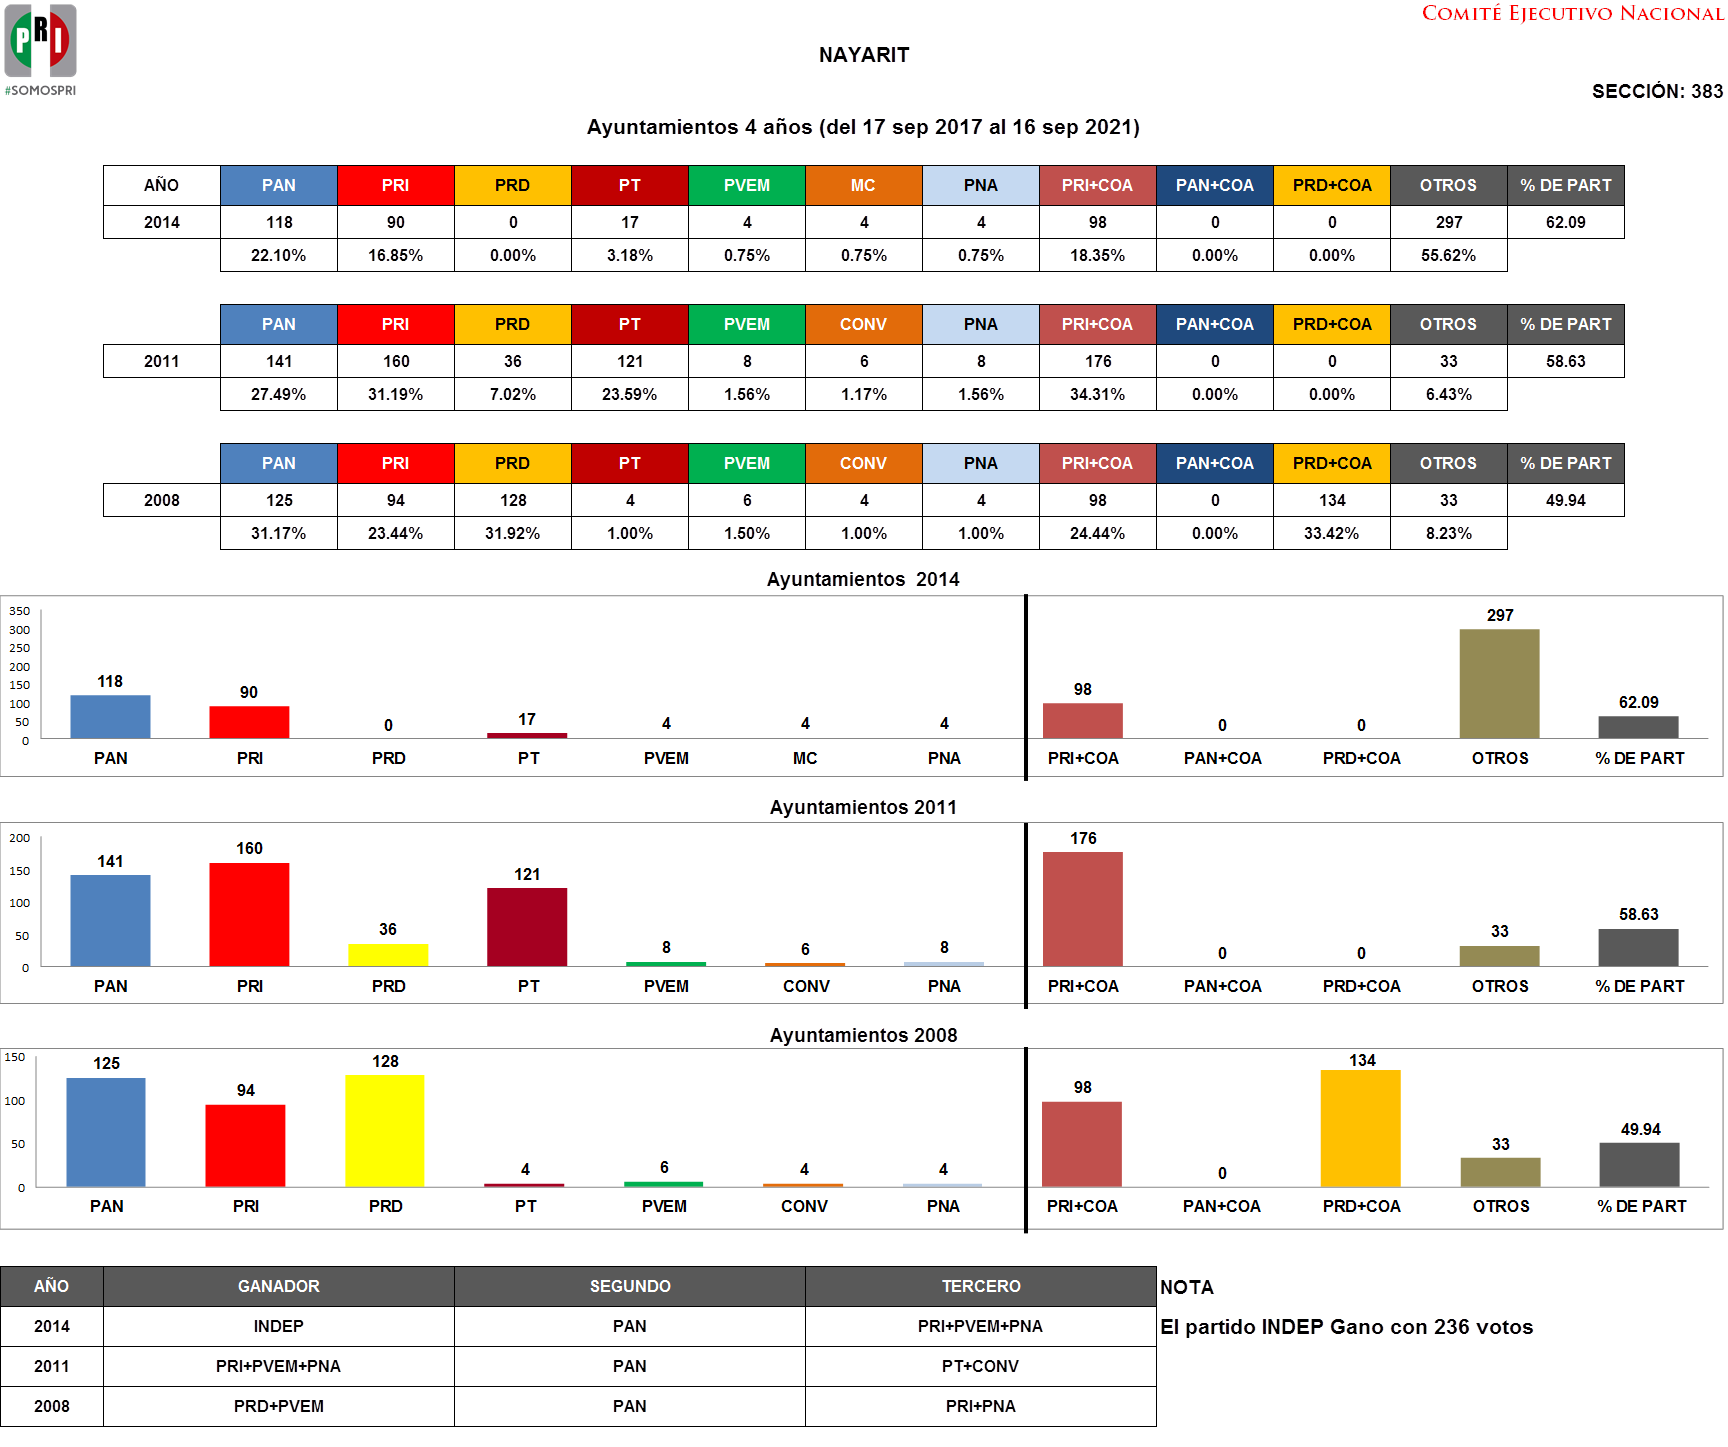 COMITÉ EJECUTIVO NACIONAL
PRI
#SOMOSPRI
NAYARIT
SECCIÓN: 383
Ayuntamientos 4 años (del 17 sep 2017 al 16 sep 2021)
AÑO PAN PRI PRD PT PVEM MC PNA PRI+COA PAN+COA PRD+COA OTROS % DE PART
2014 118 90 0 17 4 4 4 98 0 0 297 62.09
22.10% 16.85% 0.00% 3.18% 0.75% 0.75% 0.75% 18.35% 0.00% 0.00% 55.62%
PAN PRI PRD PT PVEM CONV PNA PRI+COA PAN+COA PRD+COA OTROS % DE PART
2011 141 160 36 121 8 6 8 176 0 0 33 58.63
27.49% 31.19% 7.02% 23.59% 1.56% 1.17% 1.56% 34.31% 0.00% 0.00% 6.43%
PAN PRI PRD PT PVEM CONV PNA PRI+COA PAN+COA PRD+COA OTROS % DE PART
2008 125 94 128 4 6 4 4 98 0 134 33 49.94
31.17% 23.44% 31.92% 1.00% 1.50% 1.00% 1.00% 24.44% 0.00% 33.42% 8.23%
Ayuntamientos 2014
350
300
250
200
150
100
50
0
118 90 0 17 4 4 4 98 0 0 297 62.09
PAN PRI PRD PT PVEM MC PNA PRI+COA PAN+COA PRD+COA OTROS % DE PART
Ayuntamientos 2011
200
150
100
50
0
141 160 36 121 8 6 8 176 0 0 33 58.63
PAN PRI PRD PT PVEM CONV PNA PRI+COA PAN+COA PRD+COA OTROS % DE PART
Ayuntamientos 2008
150
100
50
0
125 94 128 4 6 4 4 98 0 134 33 49.94
PAN PRI PRD PT PVEM CONV PNA PRI+COA PAN+COA PRD+COA OTROS % DE PART
AÑO GANADOR SEGUNDO TERCERO NOTA
2014 INDEP PAN PRI+PVEM+PNA El partido INDEP Gano con 236 votos
2011 PRI+PVEM+PNA PAN PT+CONV
2008 PRD+PVEM PAN PRI+PNA